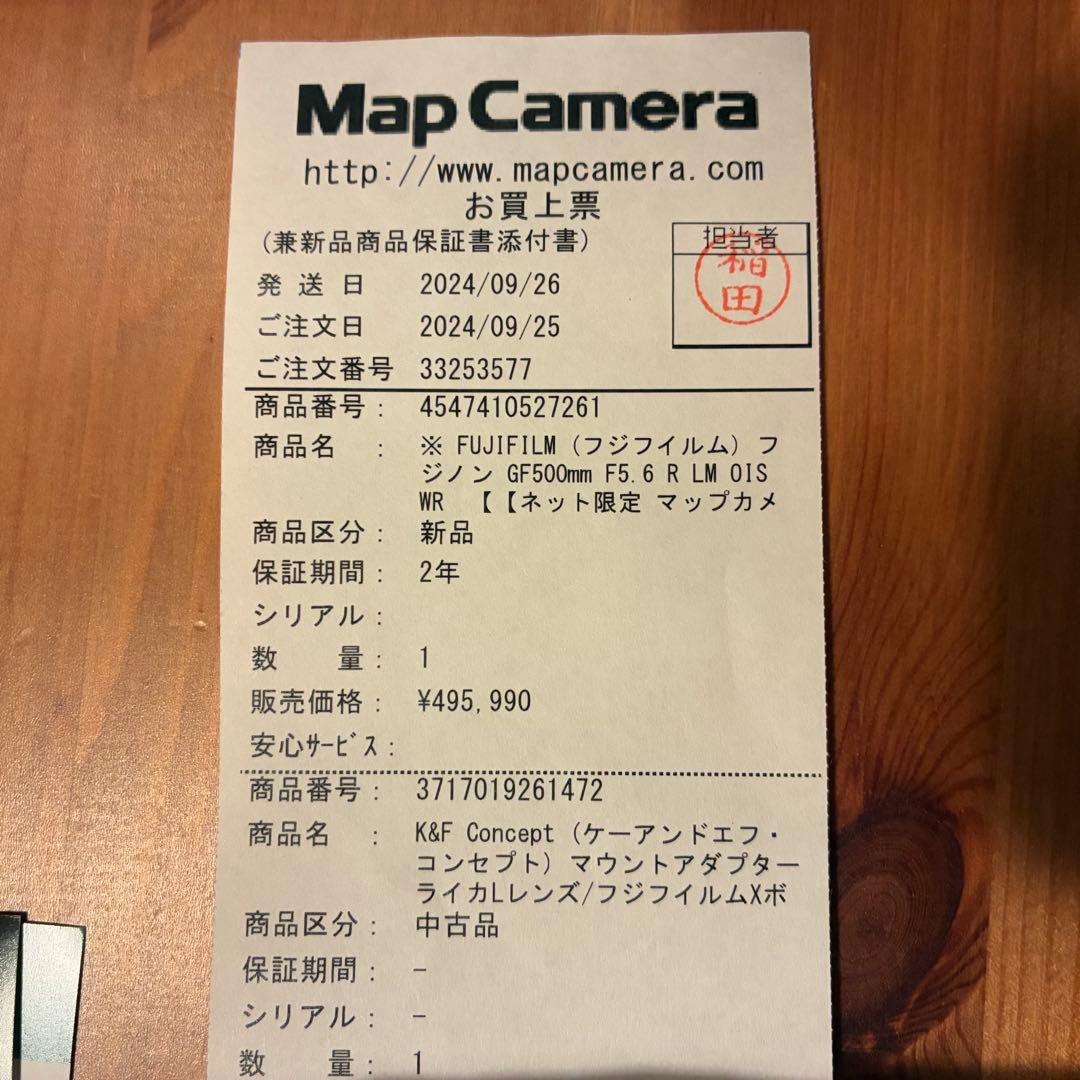 Map Camera
http://www.mapcamera.com
お買上票
(兼新品商品保証書添付書)
担当者
稲田
発送日 2024/09/26
ご注文日 2024/09/25
ご注文番号 33253577
商品番号: 4547410527261
商品名 : ※ FUJIFILM (フジフイルム) フ
ジノン GF500mm F5.6 R LM OIS
WR 【【ネット限定 マップカメ
商品区分: 新品
保証期間: 2年
シリアル:
数 量: 1
販売価格: ¥495,990
安心ｻｰﾋﾞｽ:
商品番号: 3717019261472
商品名 : K&F Concept (ケーアンドエフ・
コンセプト) マウントアダプター
ライカLレンズ/フジフイルムXボ
商品区分: 中古品
保証期間: -
シリアル: -
数 量: 1